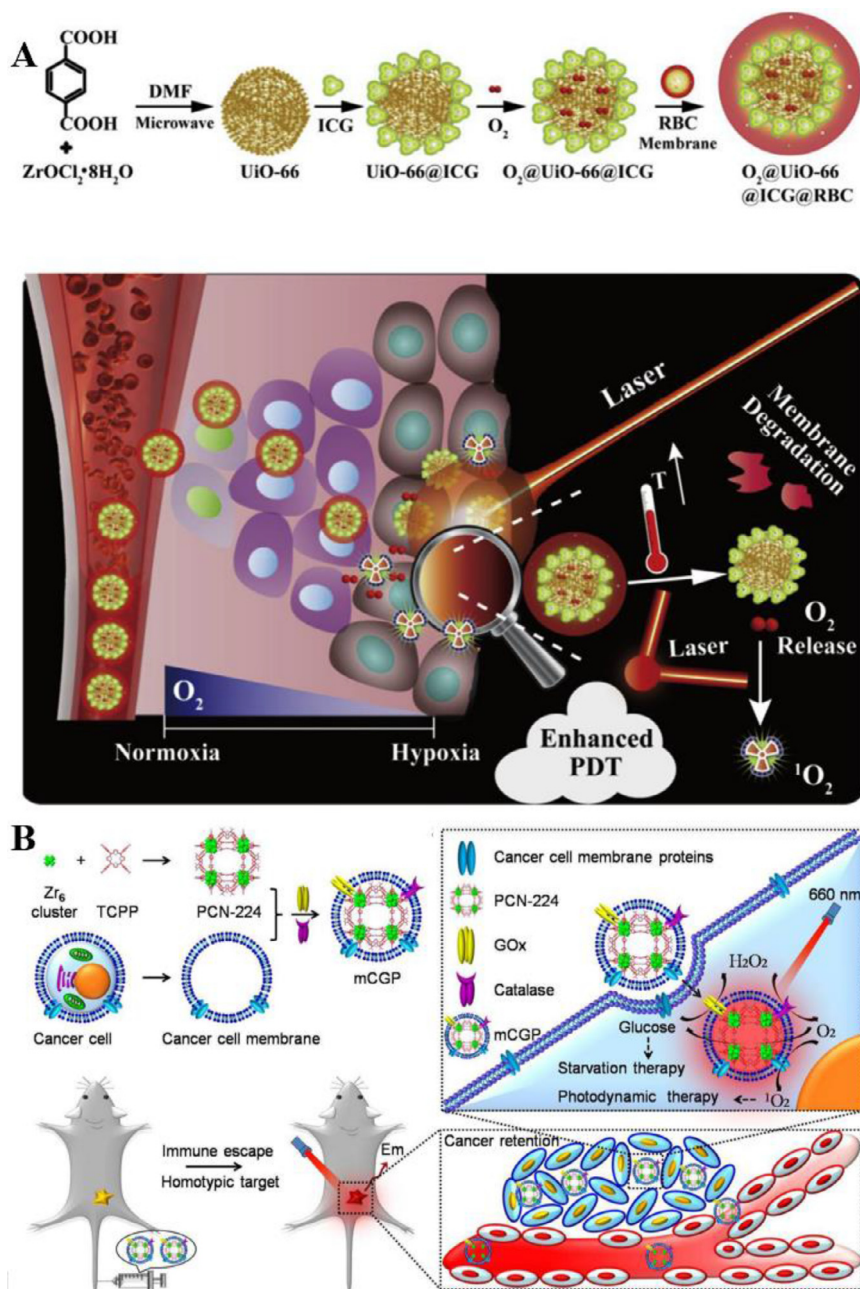 A
COOH
COOH
+
ZrOCl₂•8H₂O
DMF
Microwave
UiO-66
ICG
UiO-66@ICG
O₂
O₂@UiO-66@ICG
RBC
Membrane
O₂@UiO-66
@ICG@RBC
Laser
Membrane
Degradation
T
O₂
Release
Laser
O₂
Normoxia
Hypoxia
Enhanced
PDT
¹O₂
B
+
Zr₆
cluster
TCPP
PCN-224
mCGP
Cancer cell
Cancer cell membrane
Cancer cell membrane proteins
PCN-224
GOx
Catalase
mCGP
660 nm
H₂O₂
Glucose
O₂
Starvation therapy
Photodynamic therapy
¹O₂
Immune escape
Homotypic target
Em
Cancer retention